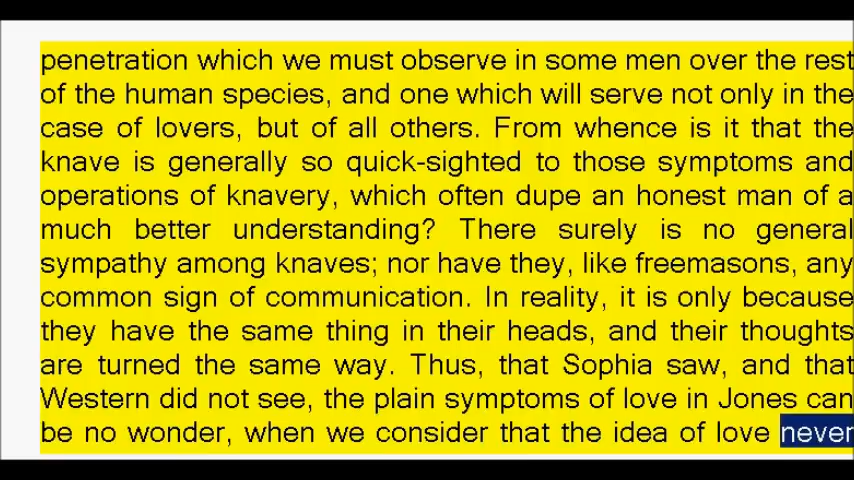 penetration which we must observe in some men over the rest
of the human species, and one which will serve not only in the
case of lovers, but of all others. From whence is it that the
knave is generally so quick-sighted to those symptoms and
operations of knavery, which often dupe an honest man of a
much better understanding? There surely is no general
sympathy among knaves; nor have they, like freemasons, any
common sign of communication. In reality, it is only because
they have the same thing in their heads, and their thoughts
are turned the same way. Thus, that Sophia saw, and that
Western did not see, the plain symptoms of love in Jones can
be no wonder, when we consider that the idea of love never